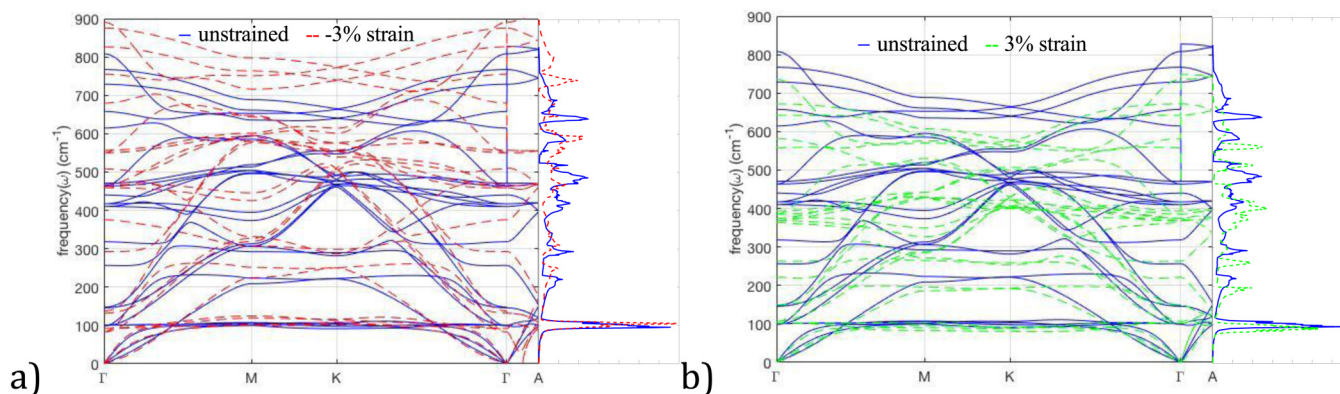 unstrained -3% strain
frequency(ω) (cm⁻¹)
900
800
700
600
500
400
300
200
100
0
Γ M K Γ A
a)
unstrained 3% strain
frequency(ω) (cm⁻¹)
900
800
700
600
500
400
300
200
100
0
Γ M K Γ A
b)